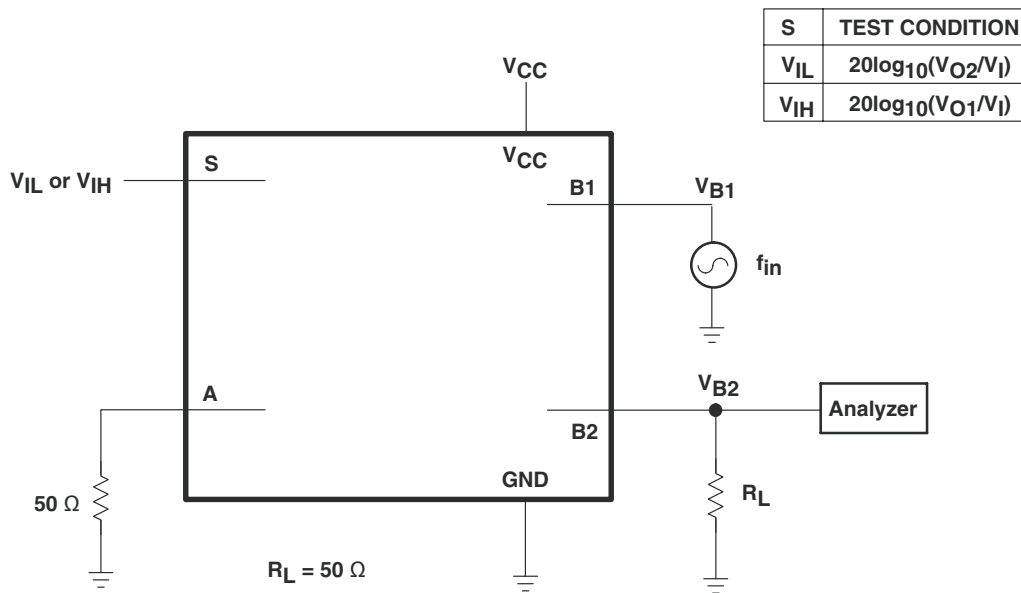 S TEST CONDITION
VIL 20log10(VO2/VI)
VIH 20log10(VO1/VI)
VCC
VCC
S
VIL or VIH
B1
VB1
fin
A
VB2
B2
Analyzer
GND
50 Ω
RL
RL = 50 Ω